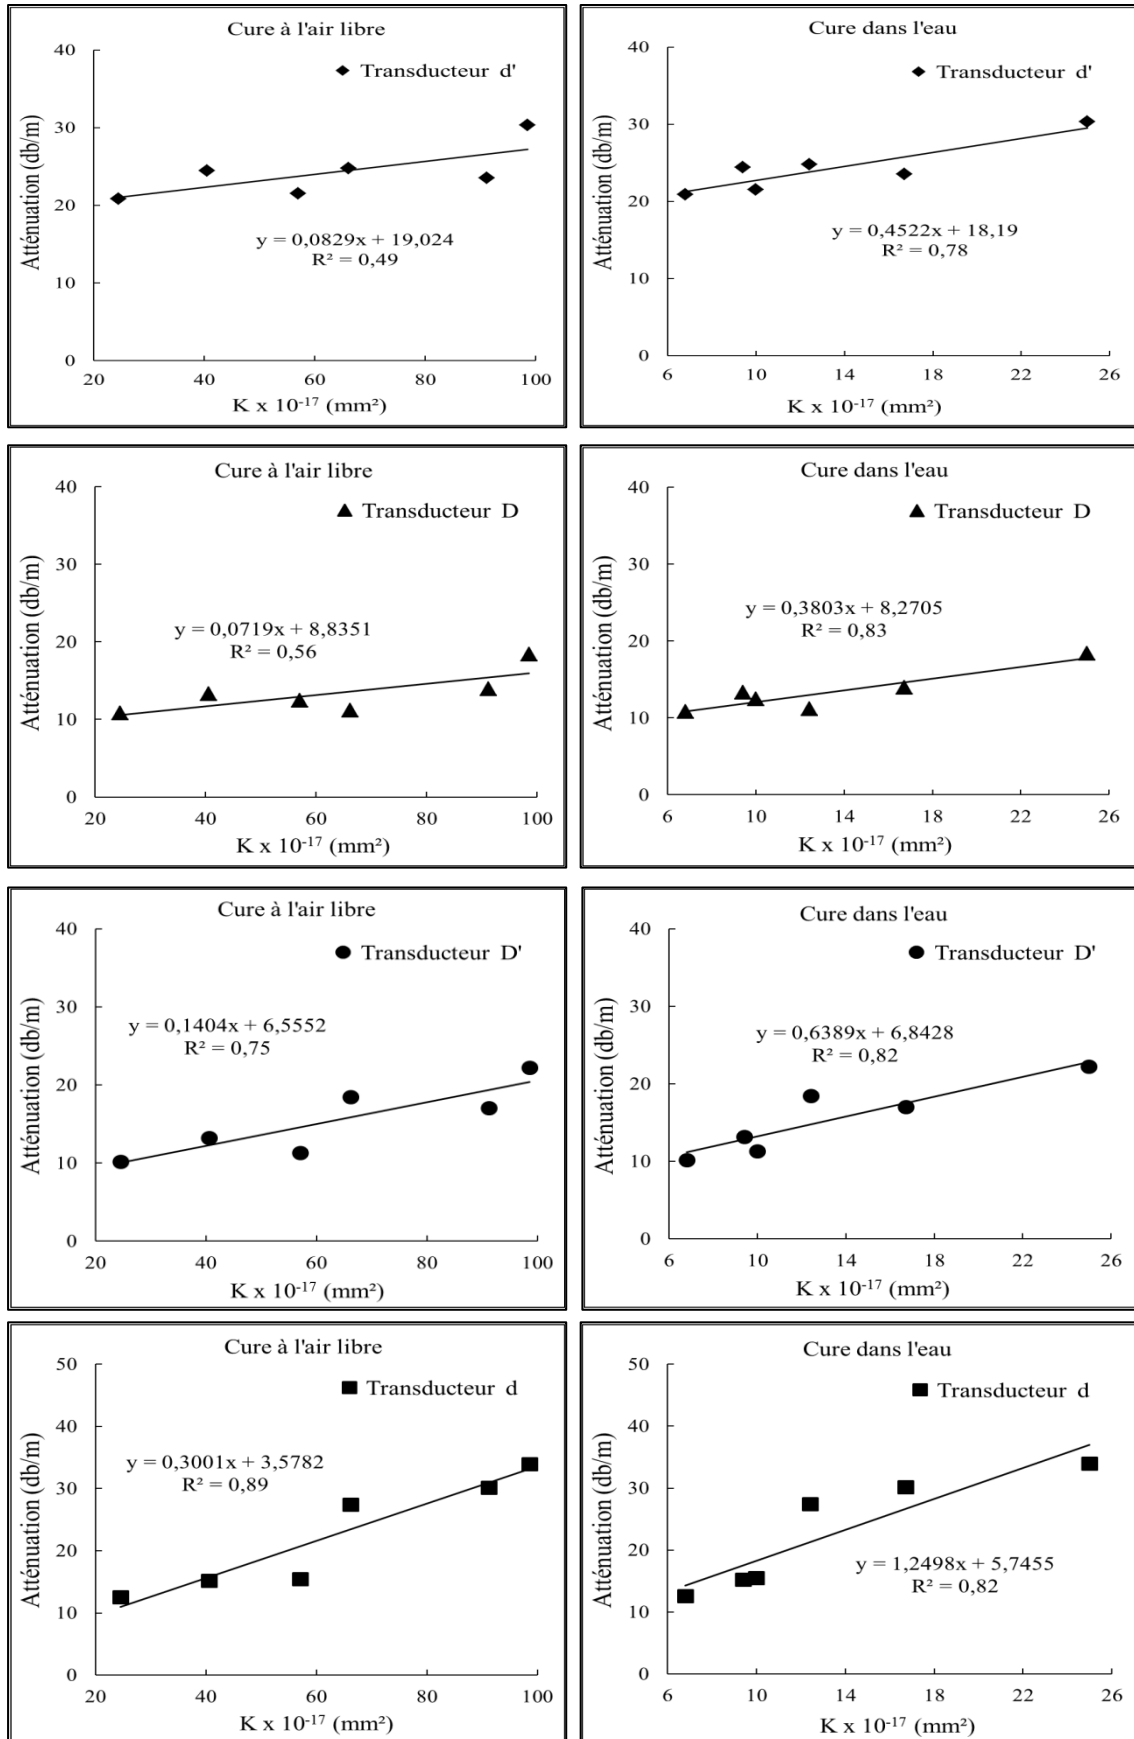 Cure à l'air libre
40
30
20
10
0
Atténuation (db/m)
Transducteur d'
y = 0,0829x + 19,024
R² = 0,49
20 40 60 80 100
K x 10⁻¹⁷ (mm²)
Cure dans l'eau
40
30
20
10
0
Atténuation (db/m)
Transducteur d'
y = 0,4522x + 18,19
R² = 0,78
6 10 14 18 22 26
K x 10⁻¹⁷ (mm²)
Cure à l'air libre
40
30
20
10
0
Atténuation (db/m)
Transducteur D
y = 0,0719x + 8,8351
R² = 0,56
20 40 60 80 100
K x 10⁻¹⁷ (mm²)
Cure dans l'eau
40
30
20
10
0
Atténuation (db/m)
Transducteur D
y = 0,3803x + 8,2705
R² = 0,83
6 10 14 18 22 26
K x 10⁻¹⁷ (mm²)
Cure à l'air libre
40
30
20
10
0
Atténuation (db/m)
Transducteur D'
y = 0,1404x + 6,5552
R² = 0,75
20 40 60 80 100
K x 10⁻¹⁷ (mm²)
Cure dans l'eau
40
30
20
10
0
Atténuation (db/m)
Transducteur D'
y = 0,6389x + 6,8428
R² = 0,82
6 10 14 18 22 26
K x 10⁻¹⁷ (mm²)
Cure à l'air libre
50
40
30
20
10
0
Atténuation (db/m)
Transducteur d
y = 0,3001x + 3,5782
R² = 0,89
20 40 60 80 100
K x 10⁻¹⁷ (mm²)
Cure dans l'eau
50
40
30
20
10
0
Atténuation (db/m)
Transducteur d
y = 1,2498x + 5,7455
R² = 0,82
6 10 14 18 22 26
K x 10⁻¹⁷ (mm²)